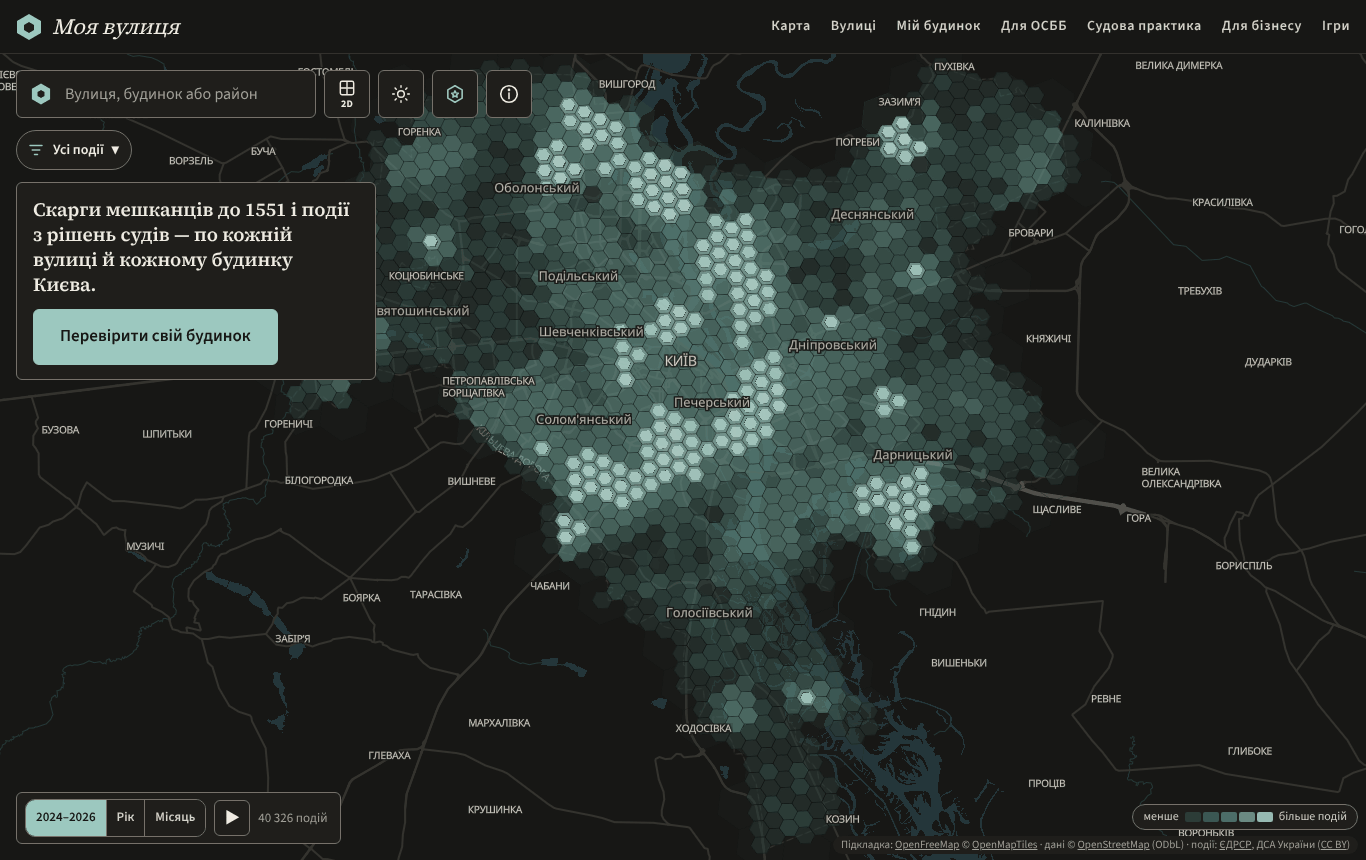 Моя вулиця
Карта Вулиці Мій будинок Для ОСББ Судова практика Для бізнесу Ігри
Вулиця, будинок або район
2D
Усі події
Скарги мешканців до 1551 і події
з рішень судів — по кожній
вулиці й кожному будинку
Києва.
Перевірити свій будинок
ВИШГОРОД
ПУХІВКА
ВЕЛИКА ДИМЕРКА
ЗАЗИМ'Я
КАЛИНІВКА
ГОРЕНКА
ПОГРЕБИ
БУЧА
ВОРЗЕЛЬ
Оболонський
Деснянський
КРАСИЛІВКА
БРОВАРИ
КОЦЮБИНСЬКЕ
Подільський
ТРЕБУХІВ
вятошинський
Шевченківський
КИЇВ
Дніпровський
КНЯЖИЧІ
ДУДАРКІВ
ПЕТРОПАВЛІВСЬКА
БОРЩАГІВКА
Печерський
Солом'янський
ГОРЕНИЧІ
БУЗОВА
ШПИТЬКИ
Дарницький
ВЕЛИКА
ОЛЕКСАНДРІВКА
БІЛОГОРОДКА
ВИШНЕВЕ
ЩАСЛИВЕ
ГОРА
МУЗИЧІ
БОРИСПІЛЬ
ЧАБАНИ
БОЯРКА
ТАРАСІВКА
Голосіївський
ГНІДИН
ЗАБІР'Я
ВИШЕНЬКИ
РЕВНЕ
МАРХАЛІВКА
ХОДОСІВКА
ГЛЕВАХА
ГЛИБОКЕ
ПРОЦІВ
КРУШИНКА
КОЗИН
2024–2026 Рік Місяць 40 326 подій
менше більше подій
ВОРОНЬКІВ
Підкладка: OpenFreeMap © OpenMapTiles · дані © OpenStreetMap (ODbL) · події: ЄДРСР, ДСА України (CC BY)